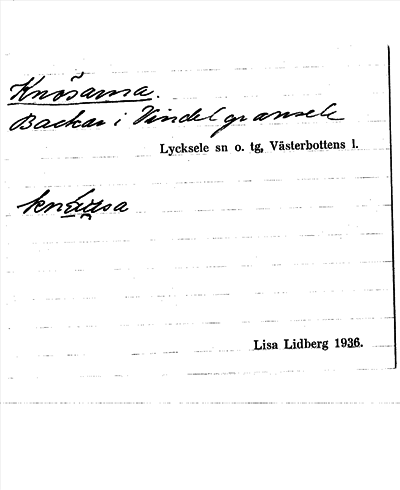 Knösarna.
Backar i Vindelgransele
Lycksele sn o. tg, Västerbottens l.
Lisa Lidberg 1936.